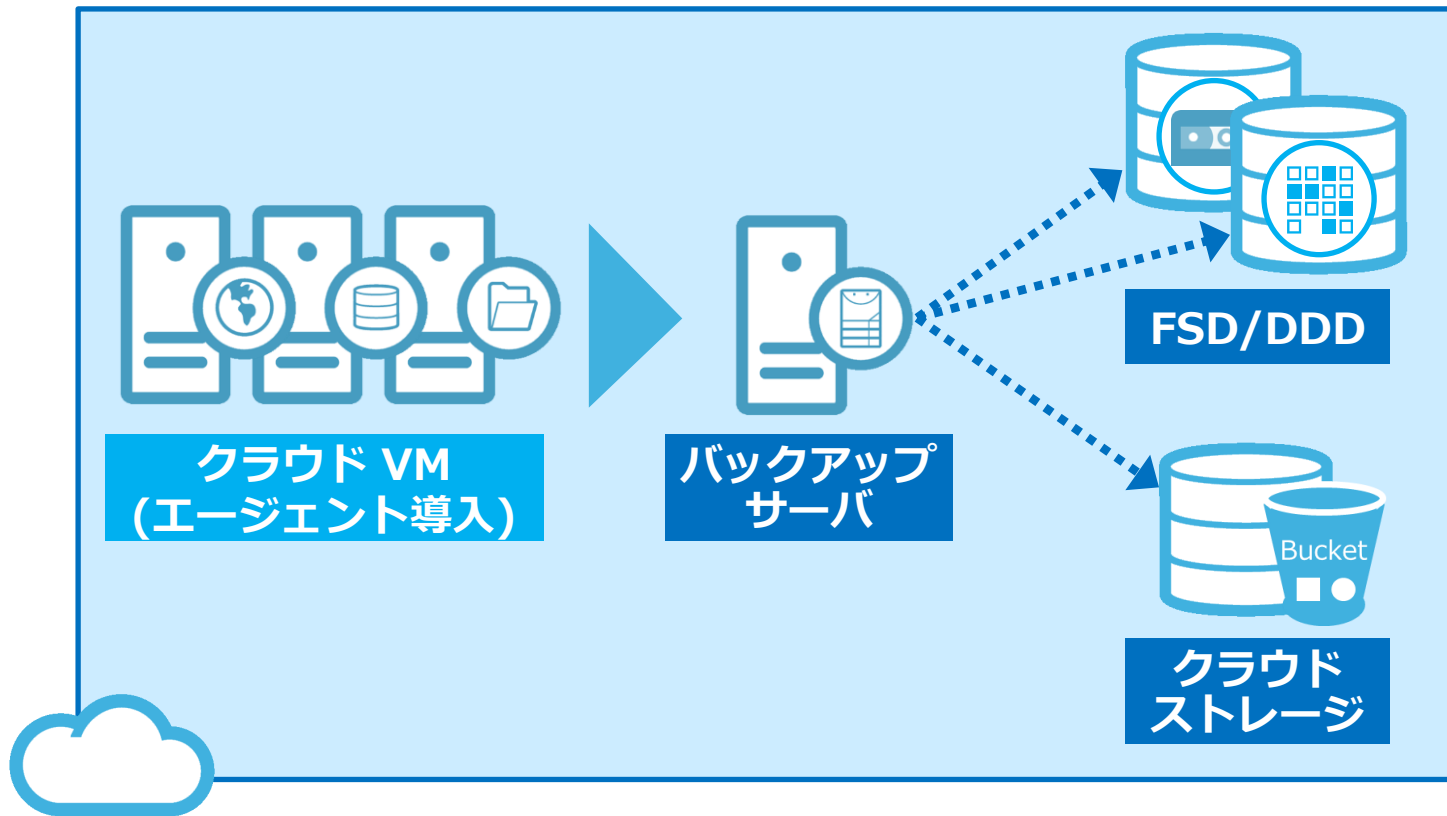 クラウド VM
(エージェント導入)
バックアップ
サーバ
FSD/DDD
Bucket
クラウド
ストレージ